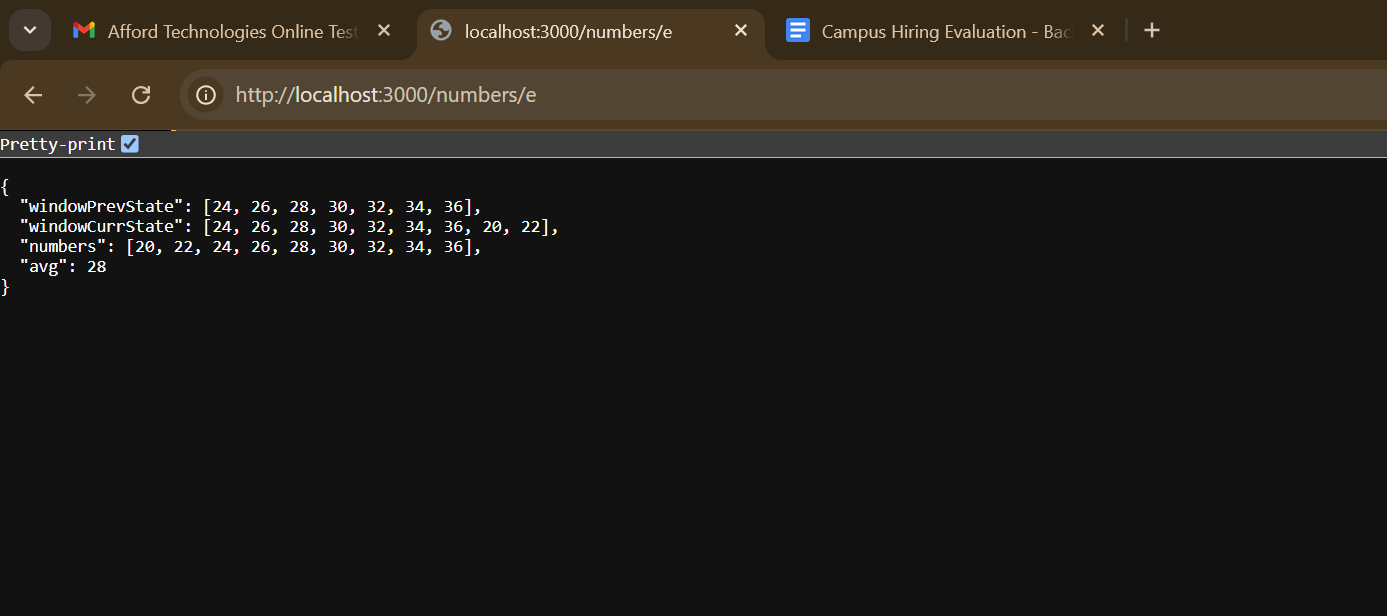 Afford Technologies Online Test
localhost:3000/numbers/e
Campus Hiring Evaluation - Bac
http://localhost:3000/numbers/e
Pretty-print
{
  "windowPrevState": [24, 26, 28, 30, 32, 34, 36],
  "windowCurrState": [24, 26, 28, 30, 32, 34, 36, 20, 22],
  "numbers": [20, 22, 24, 26, 28, 30, 32, 34, 36],
  "avg": 28
}